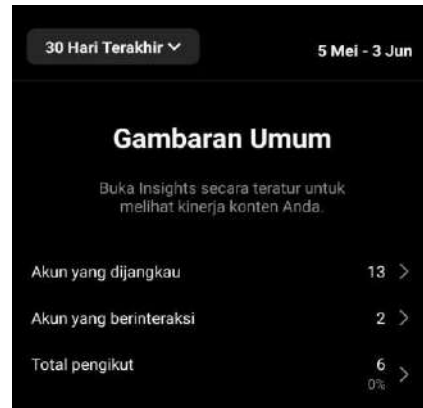 30 Hari Terakhir
5 Mei - 3 Jun
Gambaran Umum
Buka Insights secara teratur untuk
melihat kinerja konten Anda.
Akun yang dijangkau 13
Akun yang berinteraksi 2
Total pengikut 6
0%